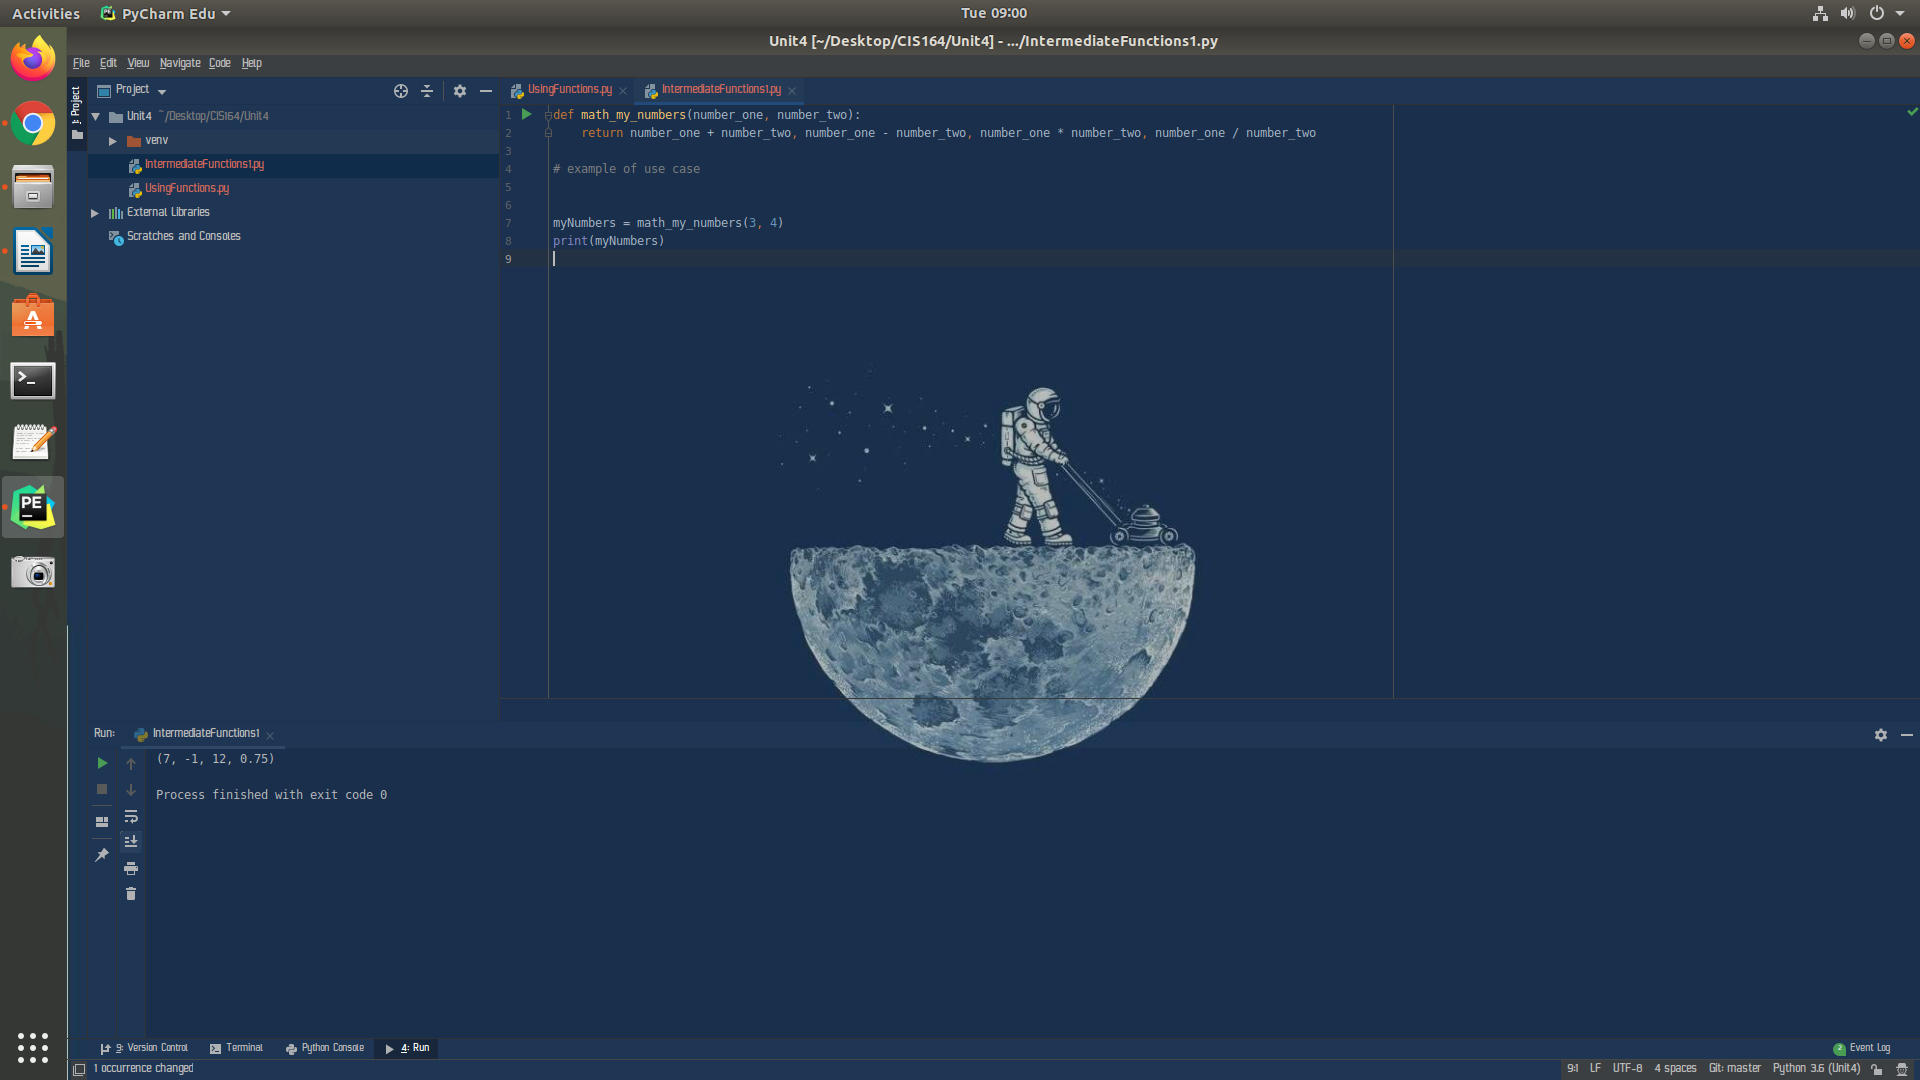 Activities
PyCharm Edu
Tue 09:00
Unit4 [~/Desktop/CIS164/Unit4] - .../IntermediateFunctions1.py
File Edit View Navigate Code Help
1: Project
Project
Unit4 ~/Desktop/CIS164/Unit4
venv
IntermediateFunctions1.py
UsingFunctions.py
External Libraries
Scratches and Consoles
UsingFunctions.py
IntermediateFunctions1.py
1 def math_my_numbers(number_one, number_two):
2 return number_one + number_two, number_one - number_two, number_one * number_two, number_one / number_two
3
4 # example of use case
5
6
7 myNumbers = math_my_numbers(3, 4)
8 print(myNumbers)
9
PE
Run: IntermediateFunctions1
(7, -1, 12, 0.75)
Process finished with exit code 0
9: Version Control Terminal Python Console 4: Run
2 Event Log
1 occurrence changed
9:1 LF UTF-8 4 spaces Git: master Python 3.6 (Unit4)